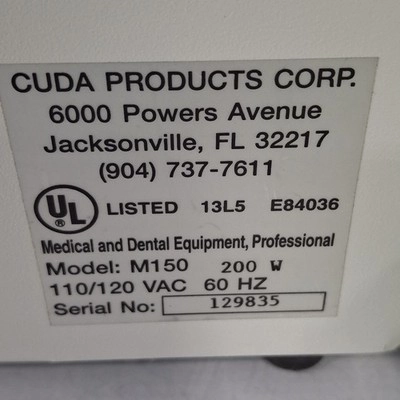 CUDA PRODUCTS CORP.
6000 Powers Avenue
Jacksonville, FL 32217
(904) 737-7611
UL LISTED 13L5 E84036
Medical and Dental Equipment, Professional
Model: M150 200 W
110/120 VAC 60 HZ
Serial No: 129835